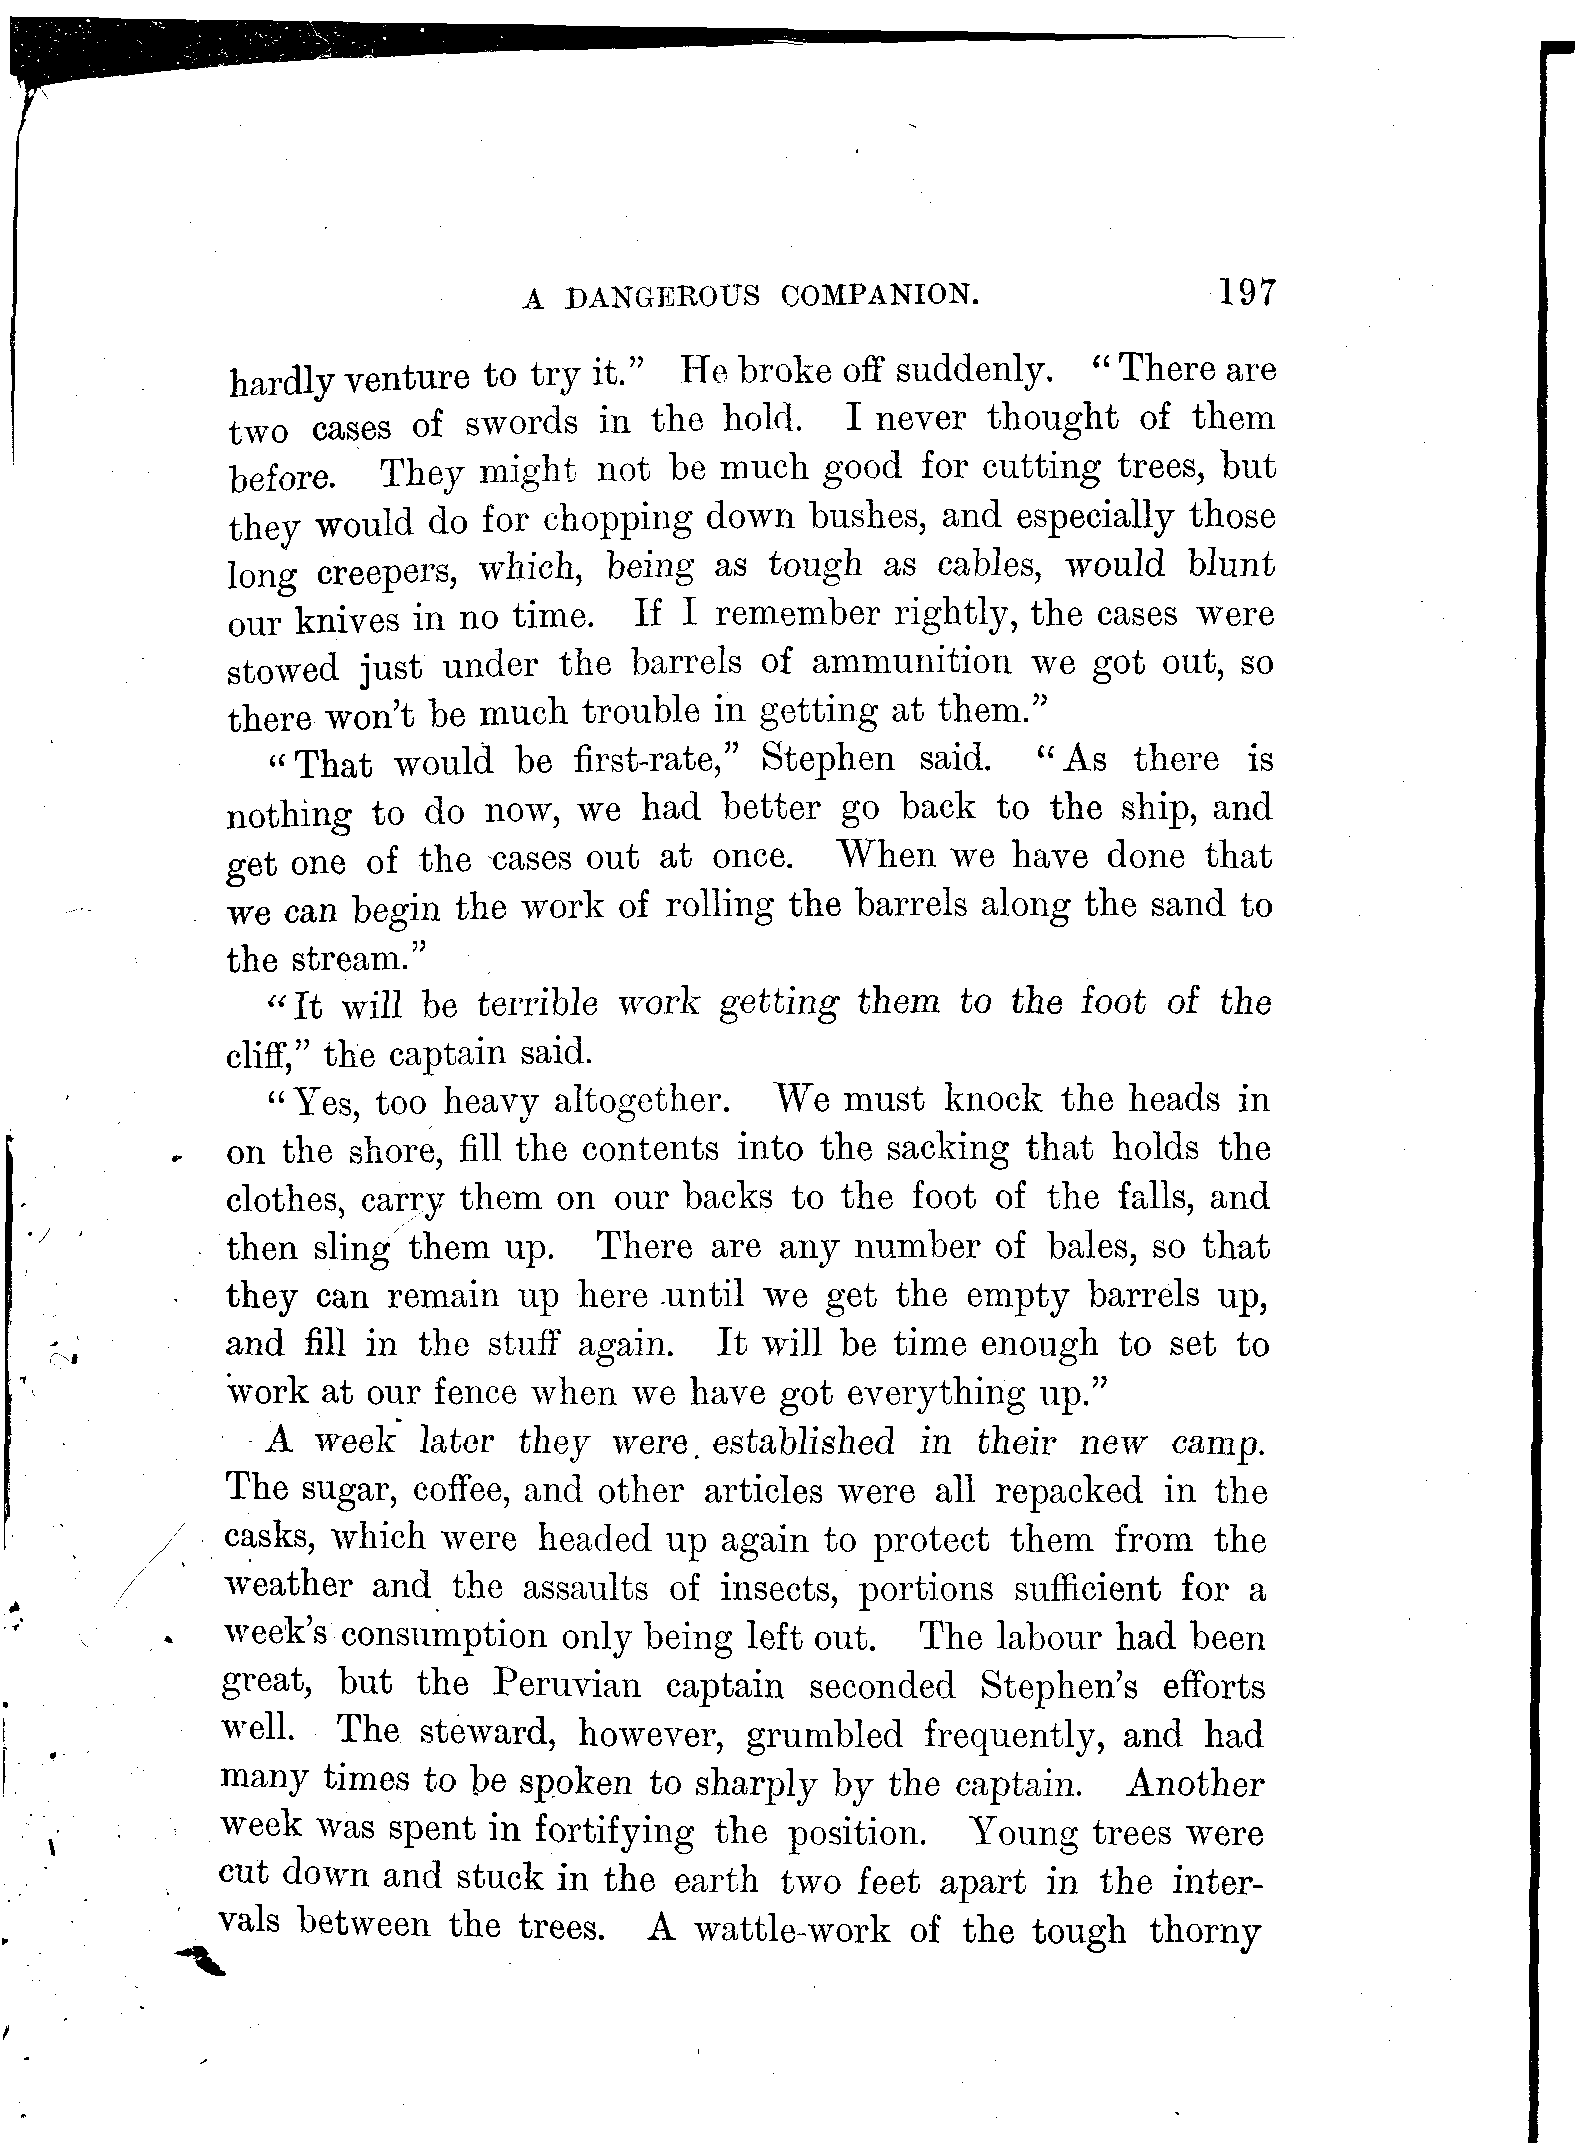 A DANGEROUS COMPANION. 197
hardly venture to try it.” He broke off suddenly. “There are
two cases of swords in the hold. I never thought of them
before. They might not be much good for cutting trees, but
they would do for chopping down bushes, and especially those
long creepers, which, being as tough as cables, would blunt
our knives in no time. If I remember rightly, the cases were
stowed just under the barrels of ammunition we got out, so
there won’t be much trouble in getting at them.”
“That would be first-rate,” Stephen said. “As there is
nothing to do now, we had better go back to the ship, and
get one of the cases out at once. When we have done that
we can begin the work of rolling the barrels along the sand to
the stream.”
“It will be terrible work getting them to the foot of the
cliff,” the captain said.
“Yes, too heavy altogether. We must knock the heads in
on the shore, fill the contents into the sacking that holds the
clothes, carry them on our backs to the foot of the falls, and
then sling them up. There are any number of bales, so that
they can remain up here until we get the empty barrels up,
and fill in the stuff again. It will be time enough to set to
work at our fence when we have got everything up.”
A week later they were established in their new camp.
The sugar, coffee, and other articles were all repacked in the
casks, which were headed up again to protect them from the
weather and the assaults of insects, portions sufficient for a
week’s consumption only being left out. The labour had been
great, but the Peruvian captain seconded Stephen’s efforts
well. The steward, however, grumbled frequently, and had
many times to be spoken to sharply by the captain. Another
week was spent in fortifying the position. Young trees were
cut down and stuck in the earth two feet apart in the inter-
vals between the trees. A wattle-work of the tough thorny